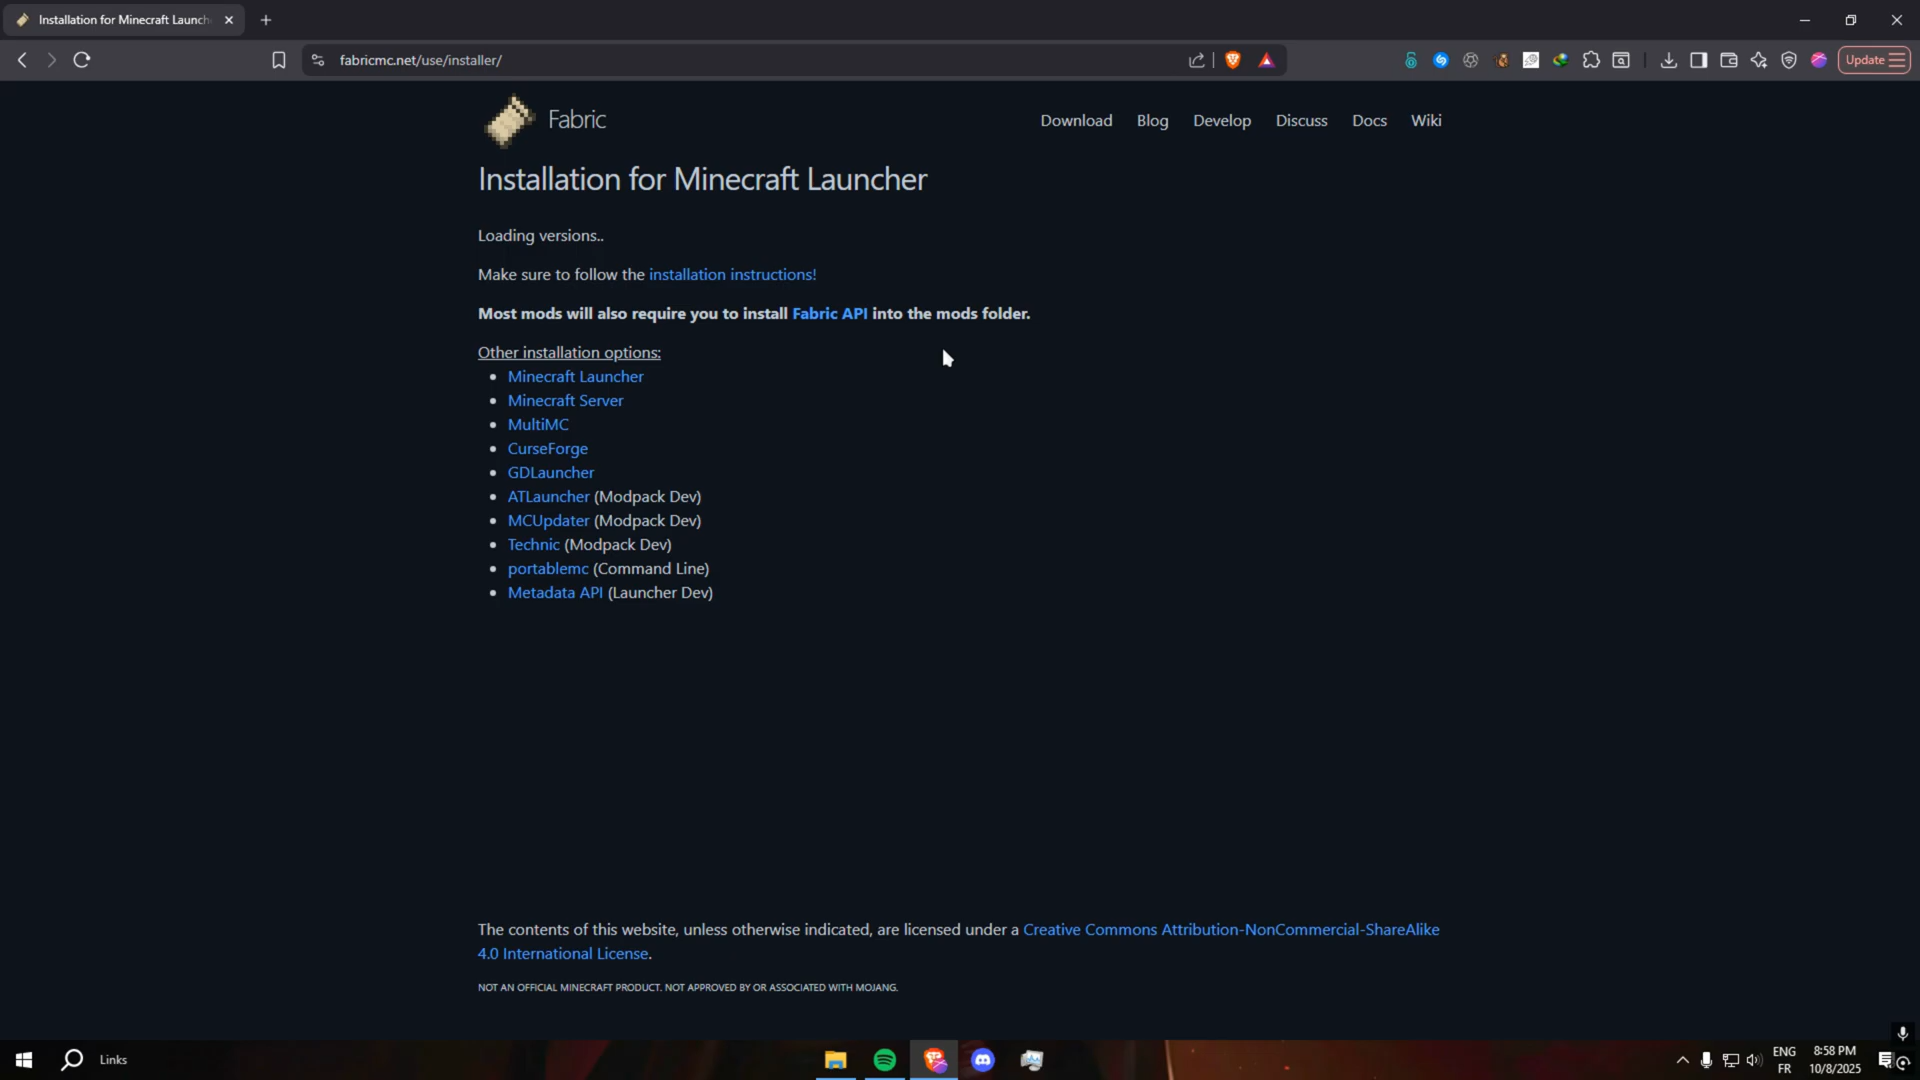 Installation for Minecraft Launch
fabricmc.net/use/installer/
Update
Fabric
Download
Blog
Develop
Discuss
Docs
Wiki
Installation for Minecraft Launcher
Loading versions..
Make sure to follow the installation instructions!
Most mods will also require you to install Fabric API into the mods folder.
Other installation options:
Minecraft Launcher
Minecraft Server
MultiMC
CurseForge
GDLauncher
ATLauncher (Modpack Dev)
MCUpdater (Modpack Dev)
Technic (Modpack Dev)
portablemc (Command Line)
Metadata API (Launcher Dev)
The contents of this website, unless otherwise indicated, are licensed under a Creative Commons Attribution-NonCommercial-ShareAlike
4.0 International License.
NOT AN OFFICIAL MINECRAFT PRODUCT. NOT APPROVED BY OR ASSOCIATED WITH MOJANG.
Links
ENG
FR
8:58 PM
10/8/2025